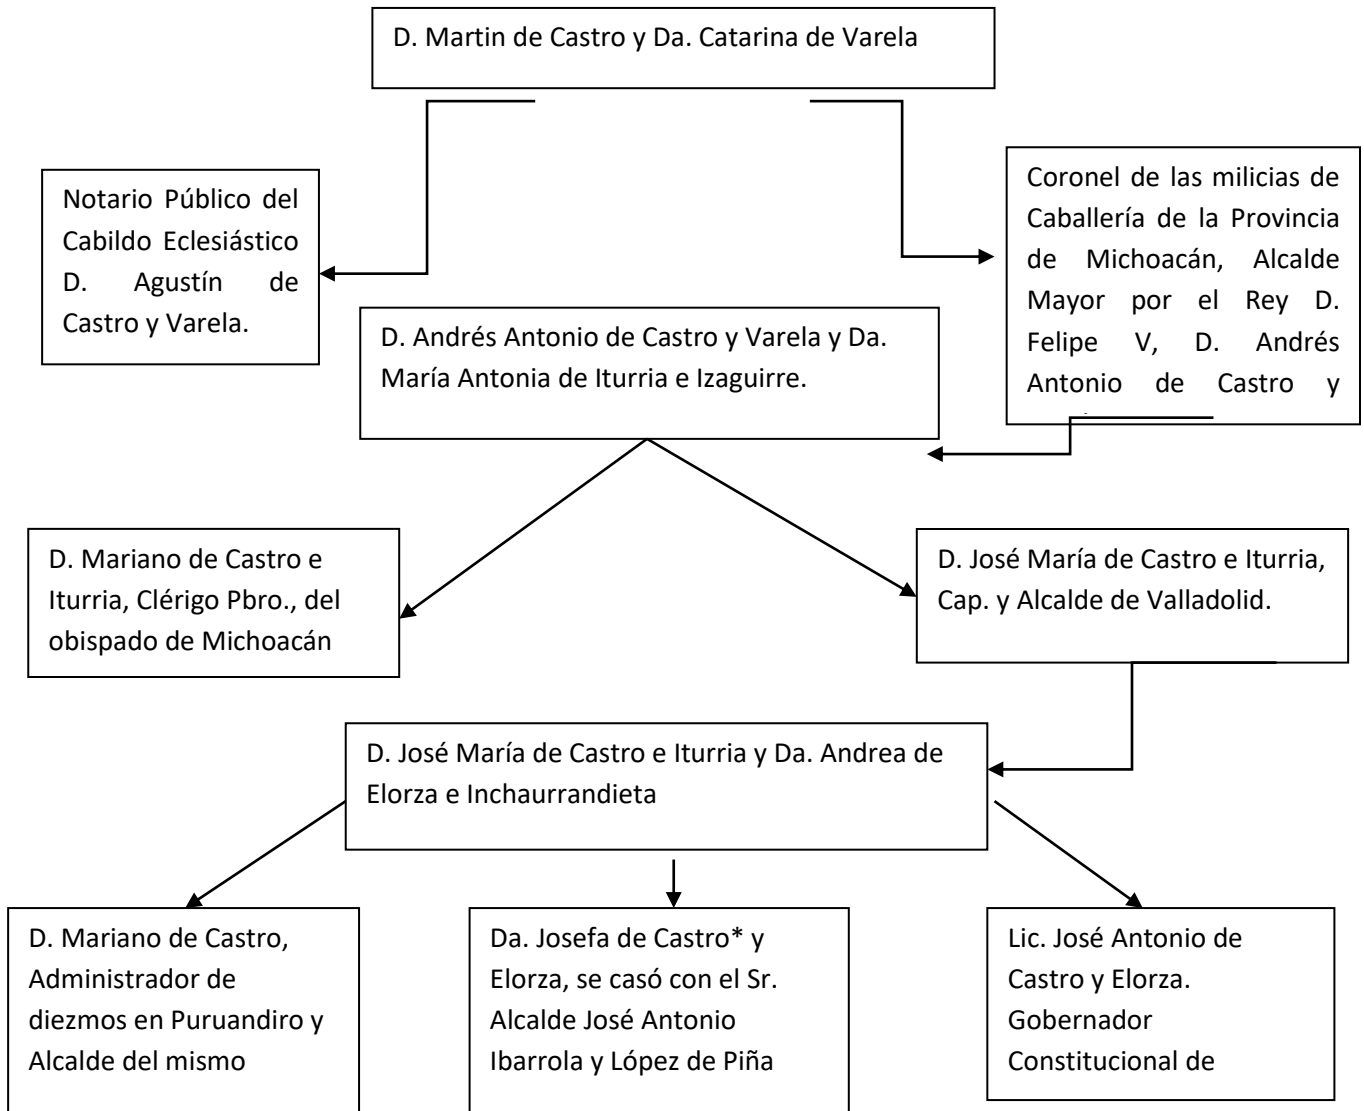 D. Martin de Castro y Da. Catarina de Varela
Notario Público del
Cabildo Eclesiástico
D. Agustín de
Castro y Varela.
Coronel de las milicias de
Caballería de la Provincia
de Michoacán, Alcalde
Mayor por el Rey D.
Felipe V, D. Andrés
Antonio de Castro y
D. Andrés Antonio de Castro y Varela y Da.
María Antonia de Iturria e Izaguirre.
D. Mariano de Castro e
Iturria, Clérigo Pbro., del
obispado de Michoacán
D. José María de Castro e Iturria,
Cap. y Alcalde de Valladolid.
D. José María de Castro e Iturria y Da. Andrea de
Elorza e Inchaurrandieta
D. Mariano de Castro,
Administrador de
diezmos en Puruandiro y
Alcalde del mismo
Da. Josefa de Castro* y
Elorza, se casó con el Sr.
Alcalde José Antonio
Ibarrola y López de Piña
Lic. José Antonio de
Castro y Elorza.
Gobernador
Constitucional de